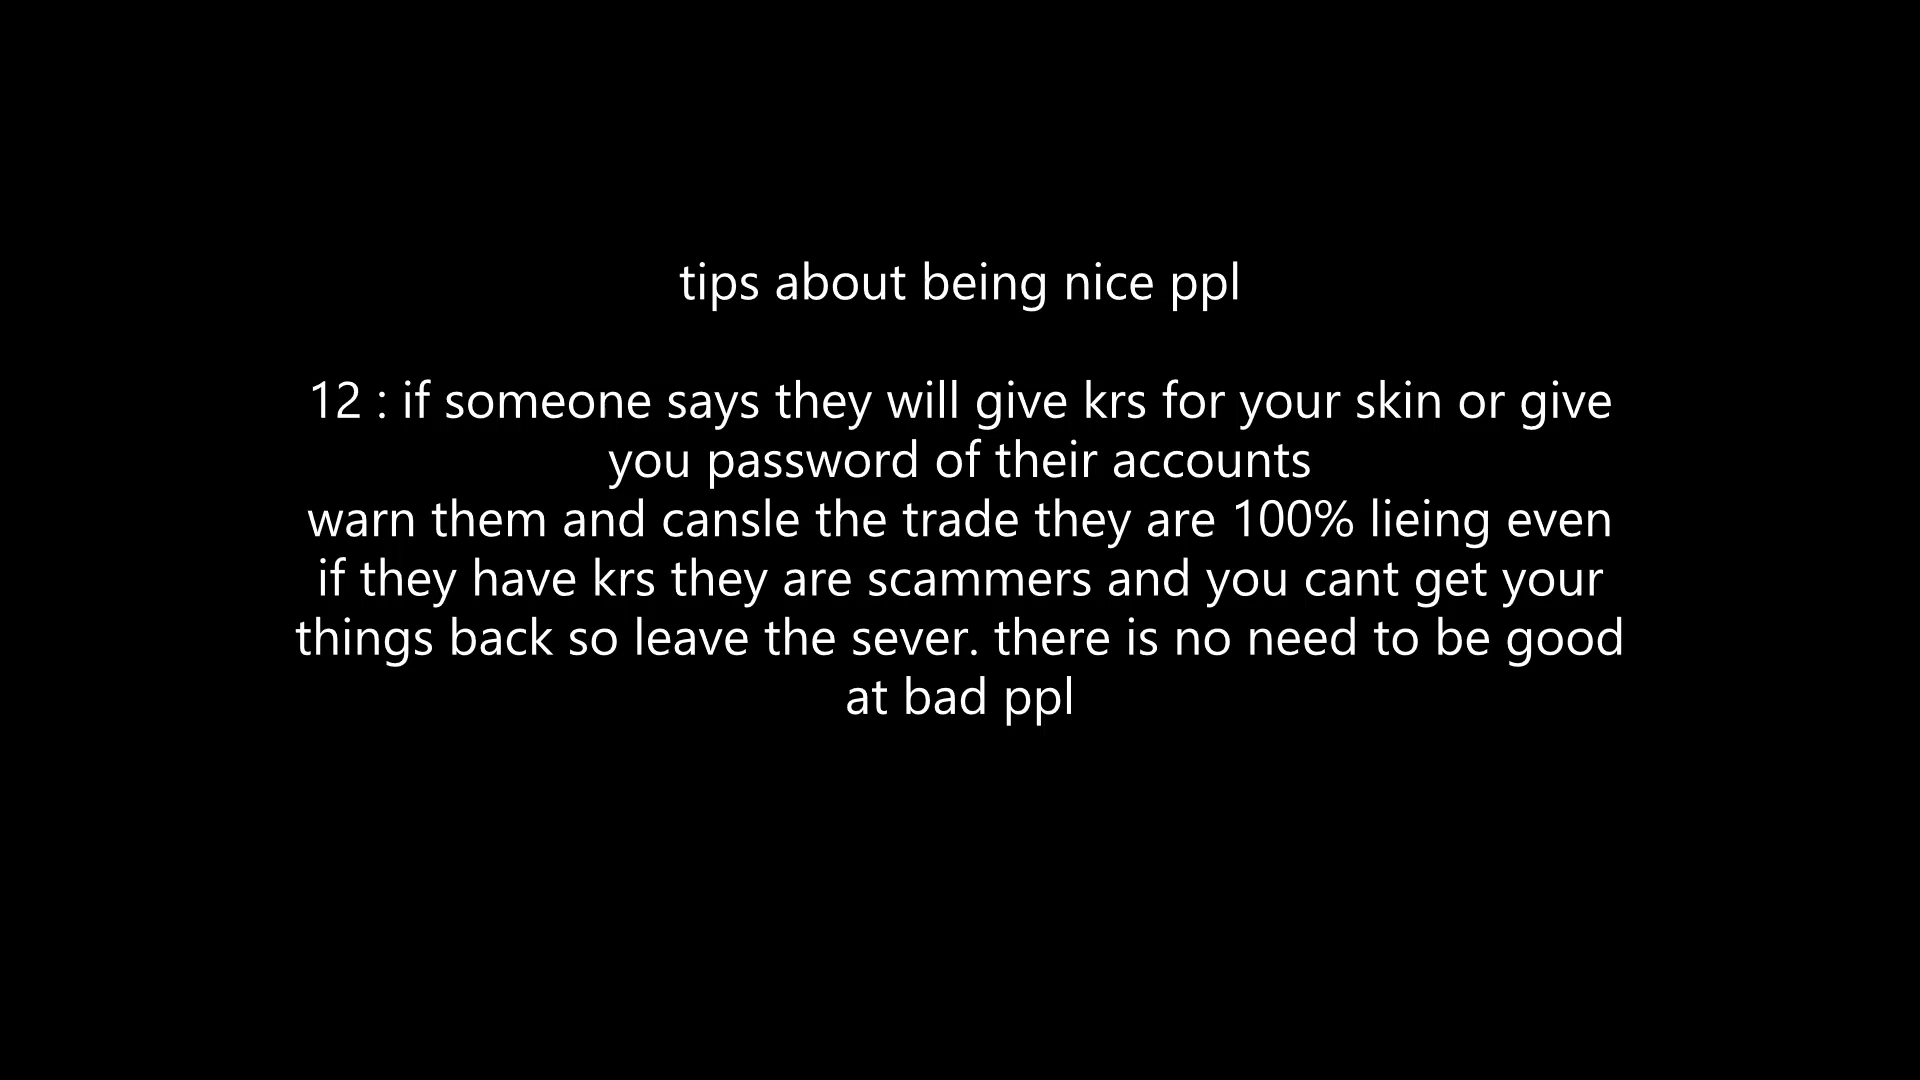 tips about being nice ppl
12 : if someone says they will give krs for your skin or give
you password of their accounts
warn them and cansle the trade they are 100% lieing even
if they have krs they are scammers and you cant get your
things back so leave the sever. there is no need to be good
at bad ppl